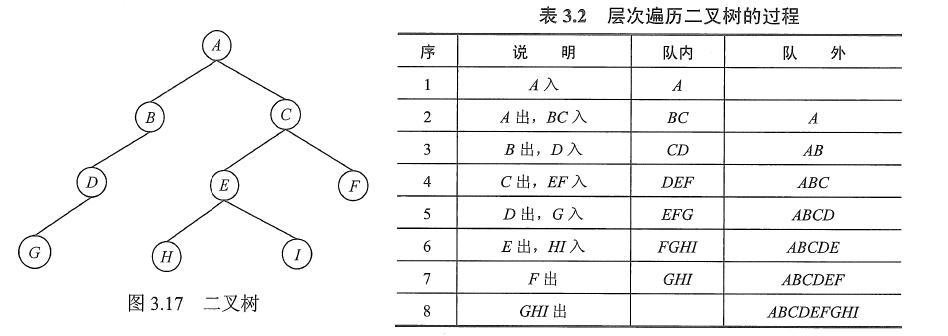 A
B
C
D
E
F
G
H
I
图 3.17 二叉树
表 3.2 层次遍历二叉树的过程
序 说 明 队内 队 外
1 A 入 A
2 A 出，BC 入 BC A
3 B 出，D 入 CD AB
4 C 出，EF 入 DEF ABC
5 D 出，G 入 EFG ABCD
6 E 出，HI 入 FGHI ABCDE
7 F 出 GHI ABCDEF
8 GHI 出 ABCDEFGHI